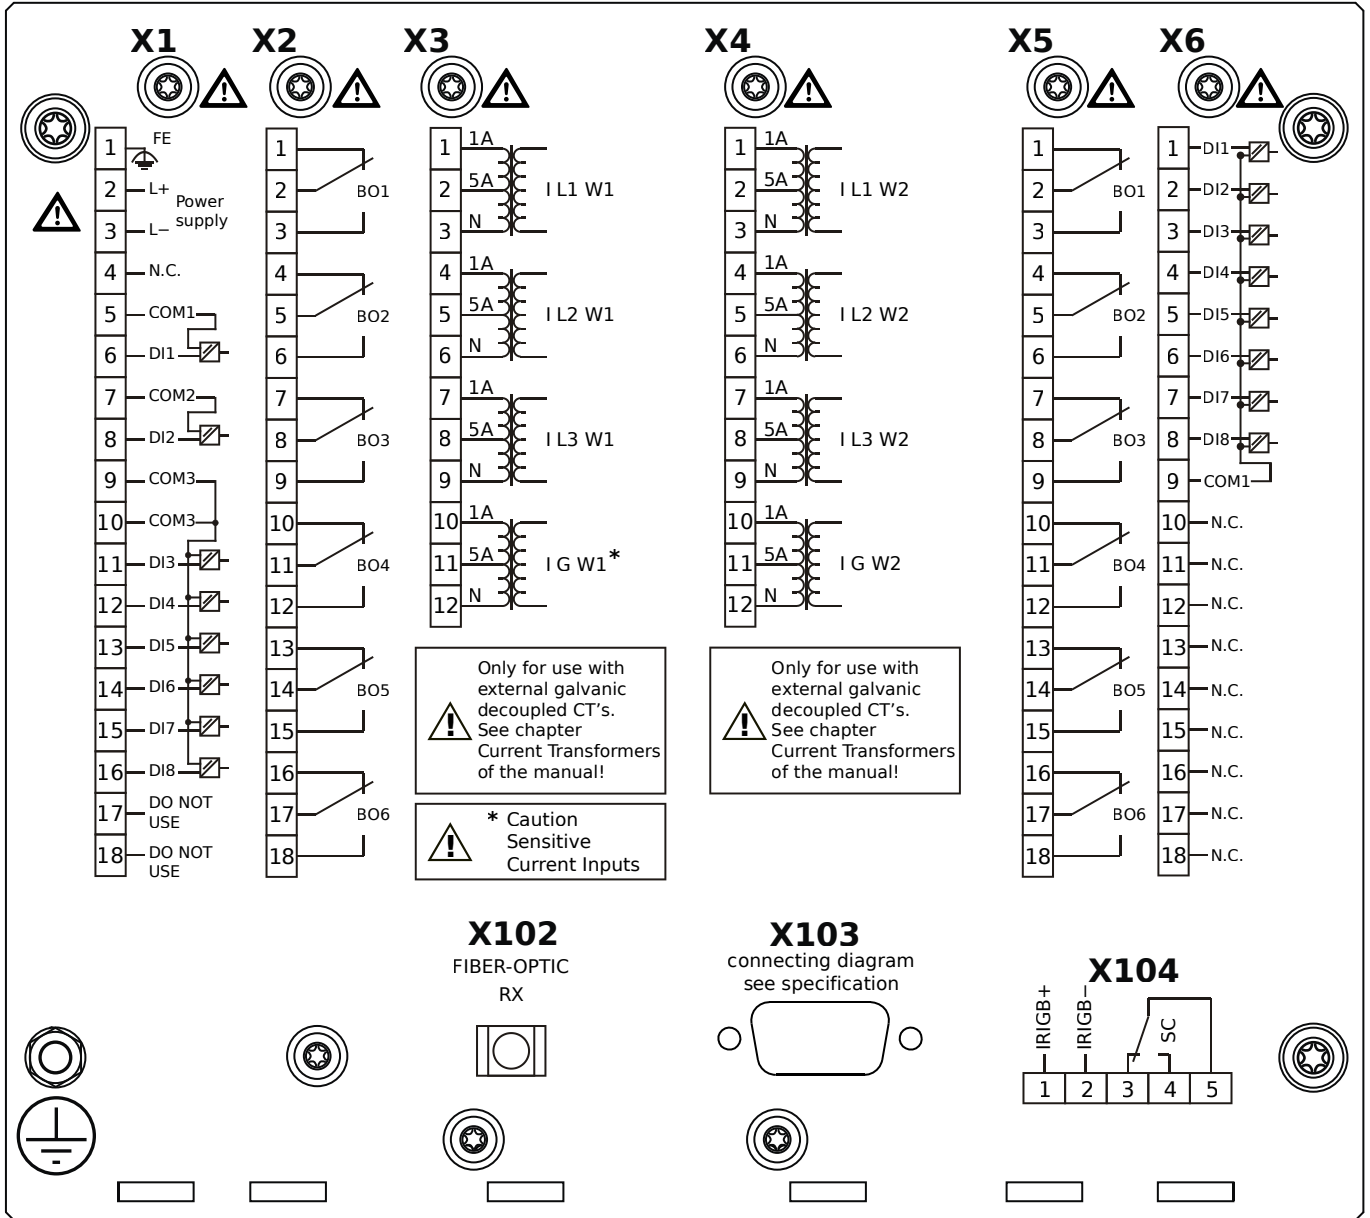 X1
1
FE
2
L+
Power
supply
3
L−
4
N.C.
5
COM1
6
DI1
7
COM2
8
DI2
9
COM3
10
COM3
11
DI3
12
DI4
13
DI5
14
DI6
15
DI7
16
DI8
17
DO NOT
USE
18
DO NOT
USE
X2
1
2
BO1
3
4
5
BO2
6
7
8
BO3
9
10
11
BO4
12
13
14
BO5
15
16
17
BO6
18
X3
1
1A
2
5A
I L1 W1
3
N
4
1A
5
5A
I L2 W1
6
N
7
1A
8
5A
I L3 W1
9
N
10
1A
11
5A
I G W1*
12
N
Only for use with
external galvanic
decoupled CT's.
See chapter
Current Transformers
of the manual!
* Caution
Sensitive
Current Inputs
X4
1
1A
2
5A
I L1 W2
3
N
4
1A
5
5A
I L2 W2
6
N
7
1A
8
5A
I L3 W2
9
N
10
1A
11
5A
I G W2
12
N
Only for use with
external galvanic
decoupled CT's.
See chapter
Current Transformers
of the manual!
X5
1
2
BO1
3
4
5
BO2
6
7
8
BO3
9
10
11
BO4
12
13
14
BO5
15
16
17
BO6
18
X6
1
DI1
2
DI2
3
DI3
4
DI4
5
DI5
6
DI6
7
DI7
8
DI8
9
COM1
10
N.C.
11
N.C.
12
N.C.
13
N.C.
14
N.C.
15
N.C.
16
N.C.
17
N.C.
18
N.C.
X102
FIBER-OPTIC
RX
X103
connecting diagram
see specification
X104
IRIGB+
IRIGB−
SC
1 2 3 4 5